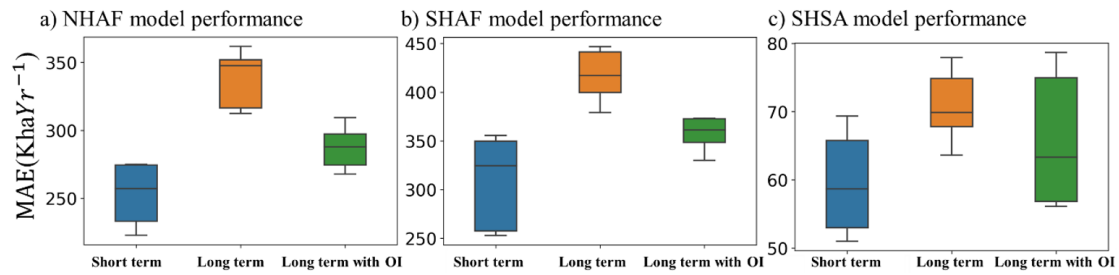 a) NHAF model performance
b) SHAF model performance
c) SHSA model performance
MAE(KhaYr⁻¹)
350
300
250
Short term Long term Long term with OI
450
400
350
300
250
Short term Long term Long term with OI
80
70
60
50
Short term Long term Long term with OI